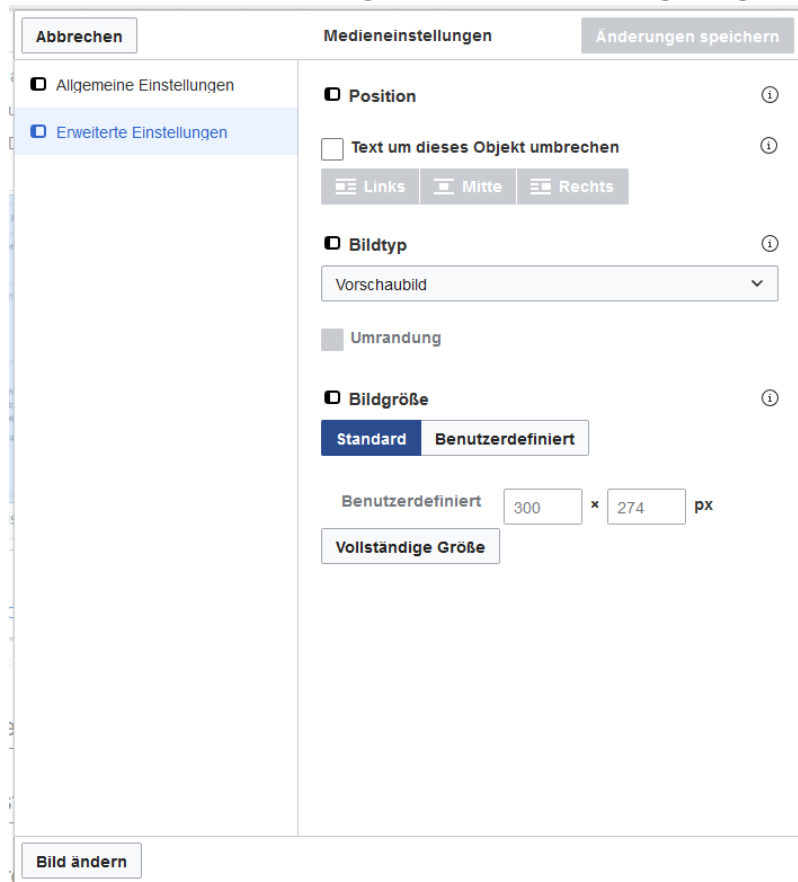 Abbrechen
Medieneinstellungen
Änderungen speichern
Allgemeine Einstellungen
Erweiterte Einstellungen
Position
Text um dieses Objekt umbrechen
Links
Mitte
Rechts
Bildtyp
Vorschaubild
Umrandung
Bildgröße
Standard
Benutzerdefiniert
Benutzerdefiniert 300 × 274 px
Vollständige Größe
Bild ändern